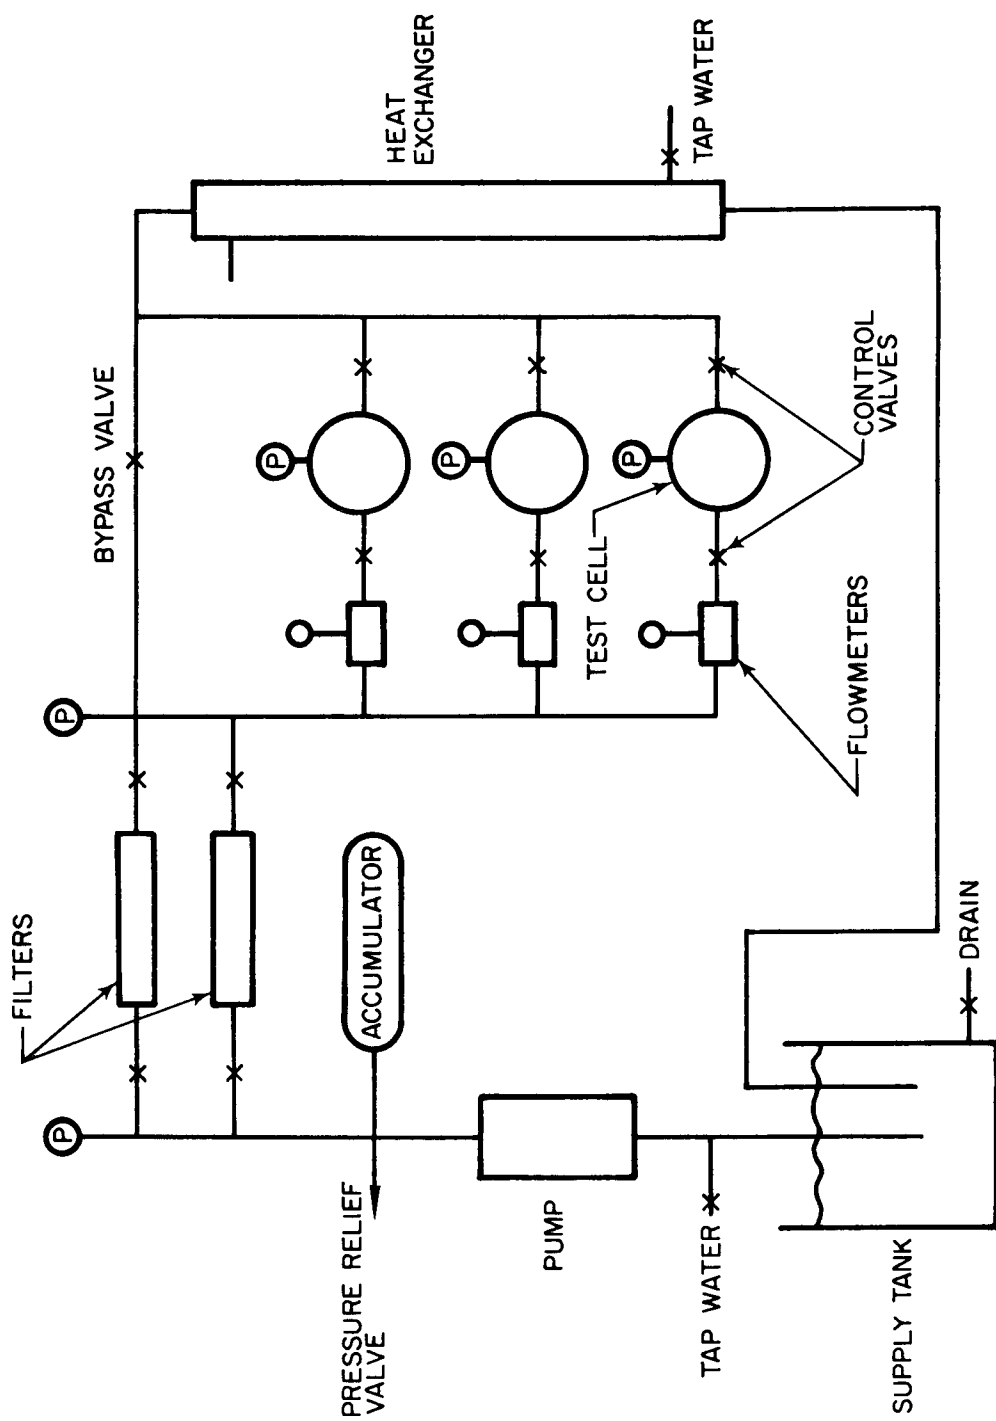 FILTERS
P
P
BYPASS VALVE
HEAT
EXCHANGER
TAP WATER
ACCUMULATOR
PRESSURE RELIEF
VALVE
P
P
P
TEST CELL
CONTROL
VALVES
FLOWMETERS
PUMP
TAP WATER
SUPPLY TANK
DRAIN